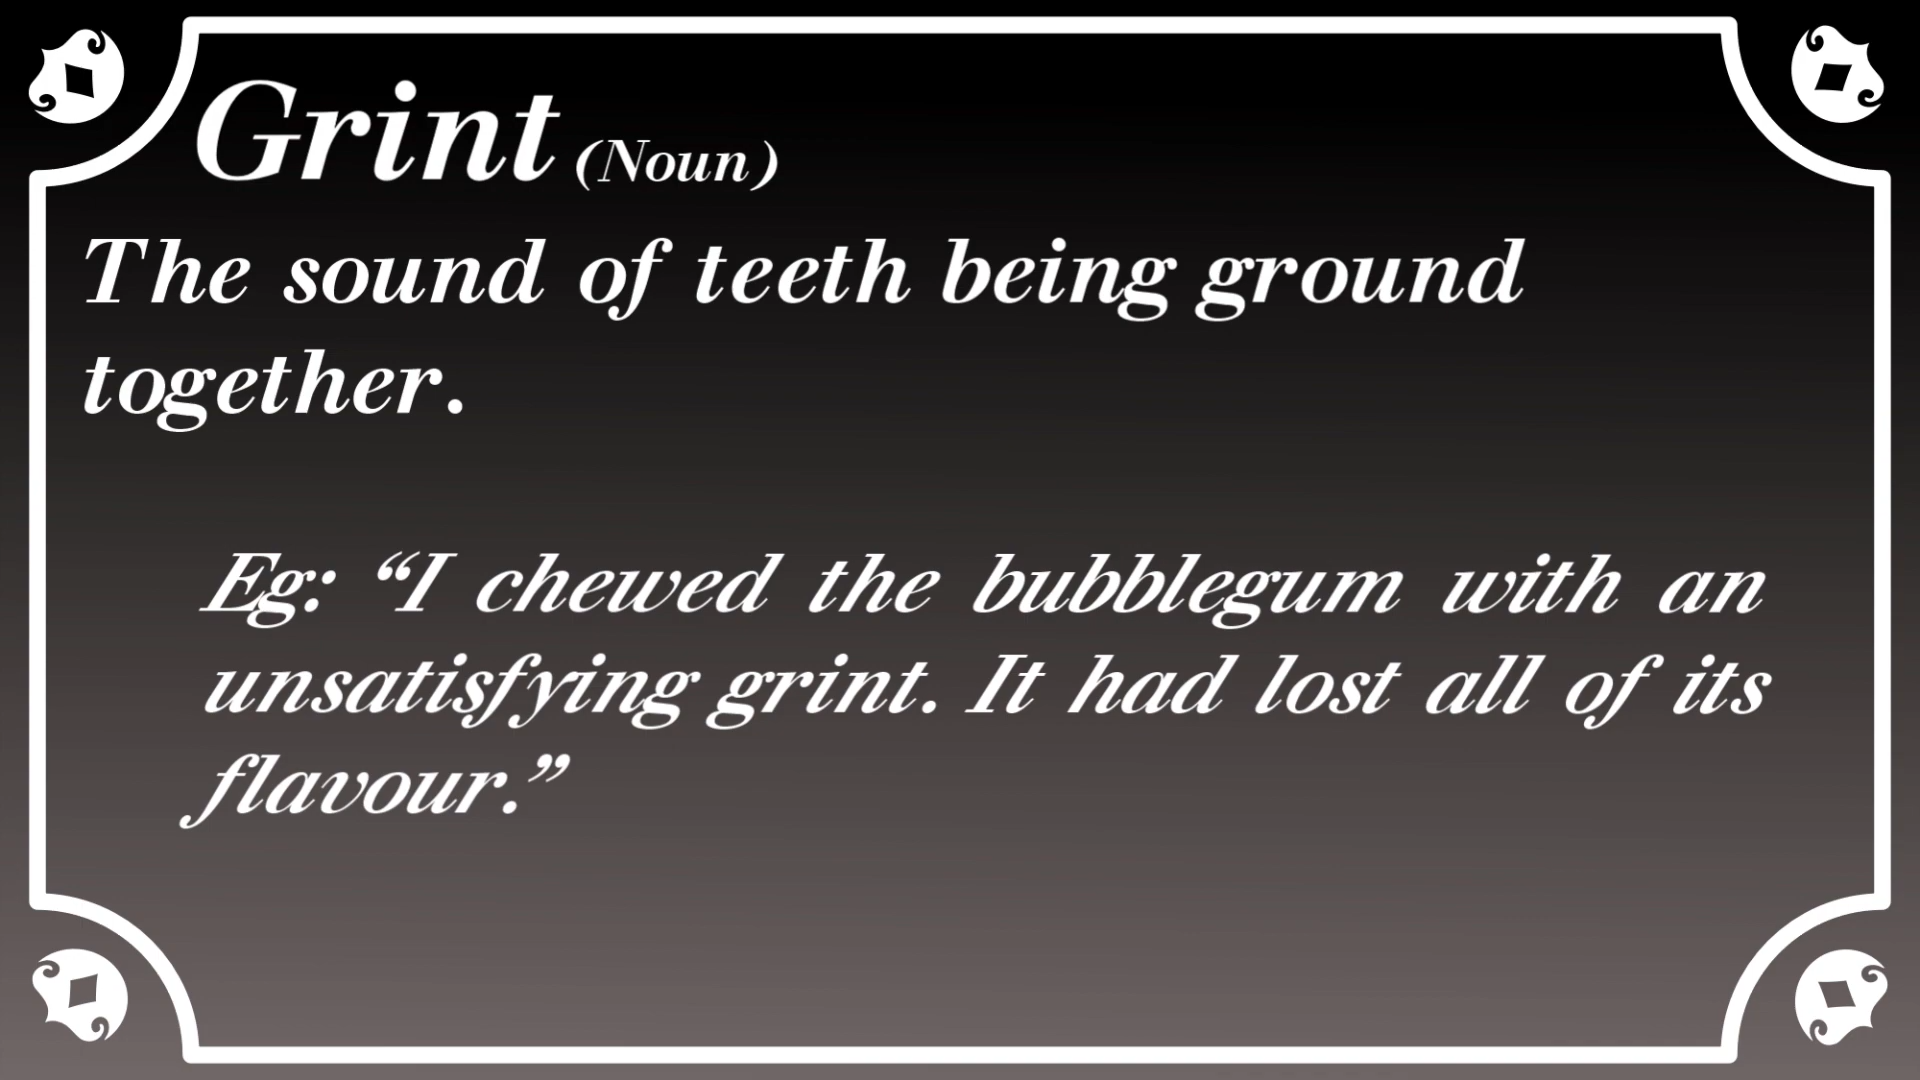 Grint (Noun)
The sound of teeth being ground
together.
Eg: “I chewed the bubblegum with an
unsatisfying grint. It had lost all of its
flavour.”